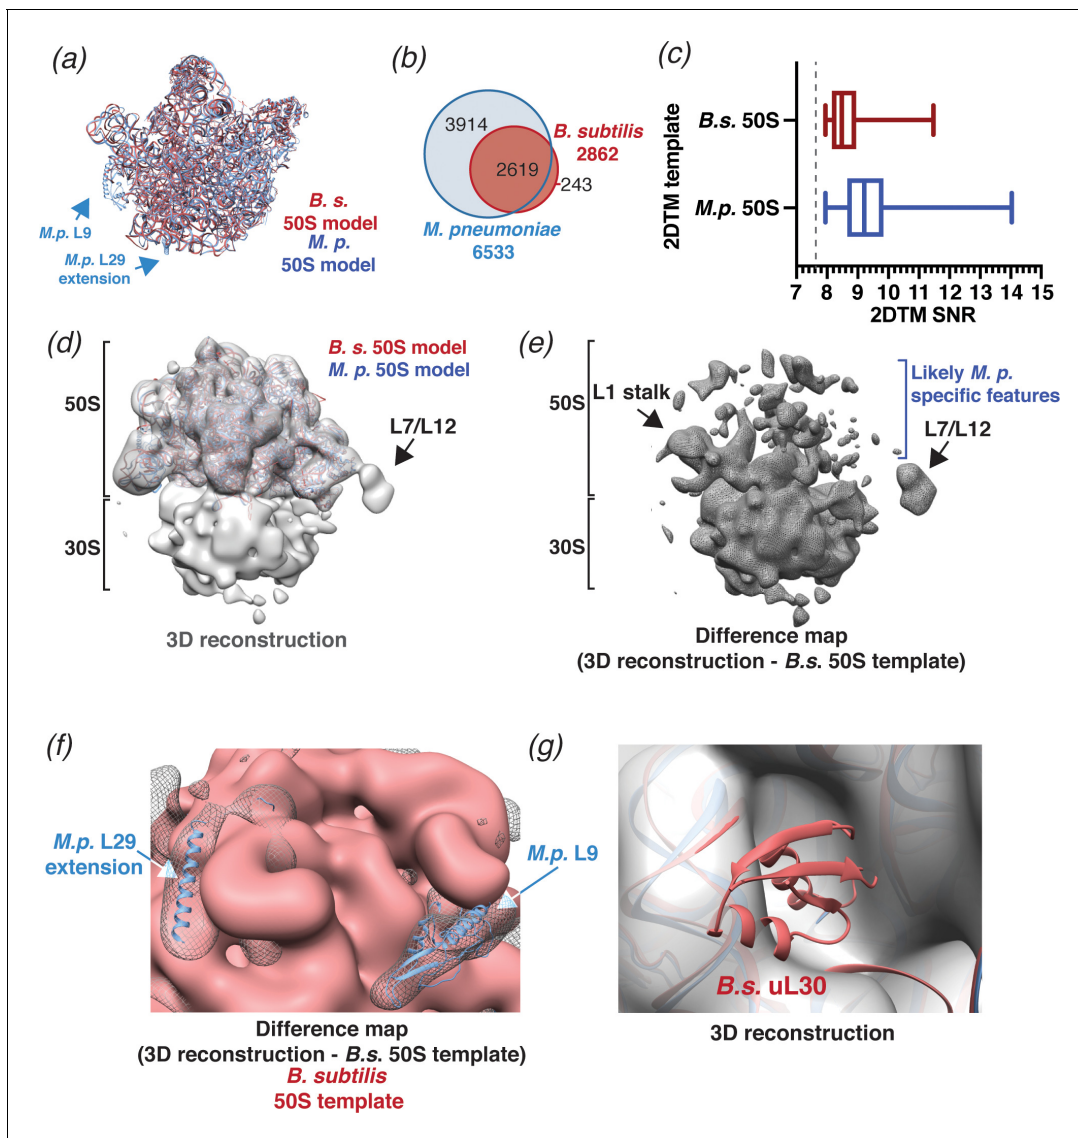 (a)
M.p. L9
M.p. L29
extension
B. s.
50S model
M. p.
50S model
(b)
3914
2619
243
B. subtilis
2862
M. pneumoniae
6533
(c)
2DTM template
B.s. 50S
M.p. 50S
7 8 9 10 11 12 13 14 15
2DTM SNR
(d)
50S
30S
B. s. 50S model
M. p. 50S model
L7/L12
3D reconstruction
(e)
50S
30S
L1 stalk
Likely M. p.
specific features
L7/L12
Difference map
(3D reconstruction - B.s. 50S template)
(f)
M.p. L29
extension
M.p. L9
Difference map
(3D reconstruction - B.s. 50S template)
B. subtilis
50S template
(g)
B.s. uL30
3D reconstruction